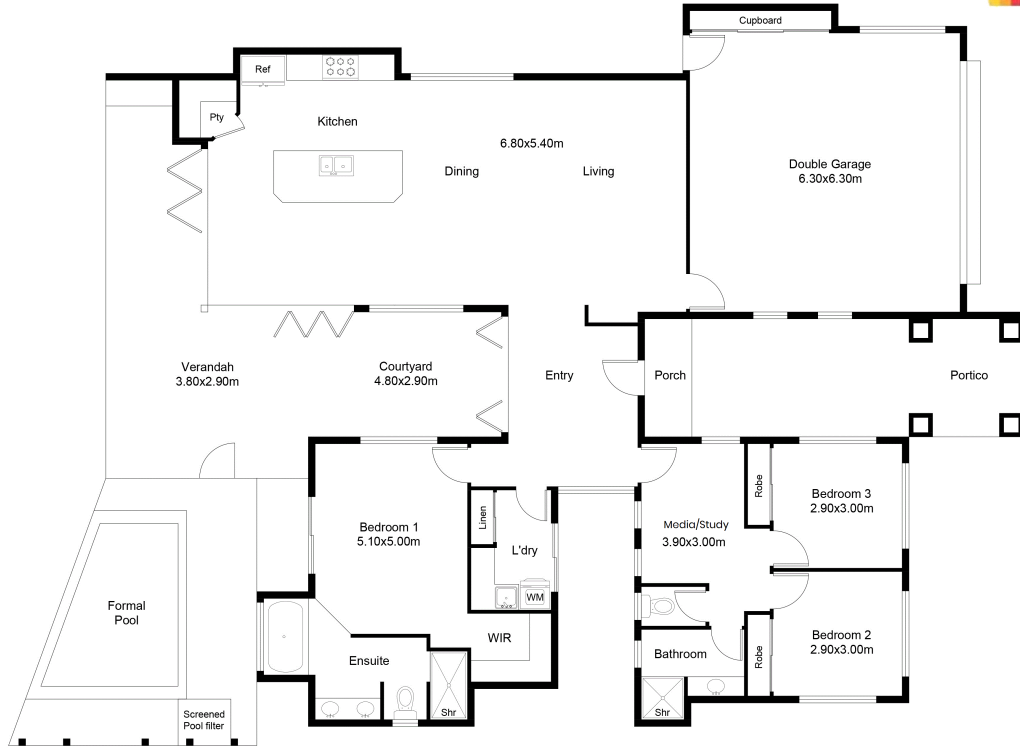 Cupboard
Ref
Pty
Kitchen
6.80x5.40m
Dining
Living
Double Garage
6.30x6.30m
Verandah
3.80x2.90m
Courtyard
4.80x2.90m
Entry
Porch
Portico
Bedroom 1
5.10x5.00m
Linen
L'dry
WM
Media/Study
3.90x3.00m
Robe
Bedroom 3
2.90x3.00m
Formal
Pool
WIR
Ensuite
Shr
Bathroom
Shr
Robe
Bedroom 2
2.90x3.00m
Screened
Pool filter